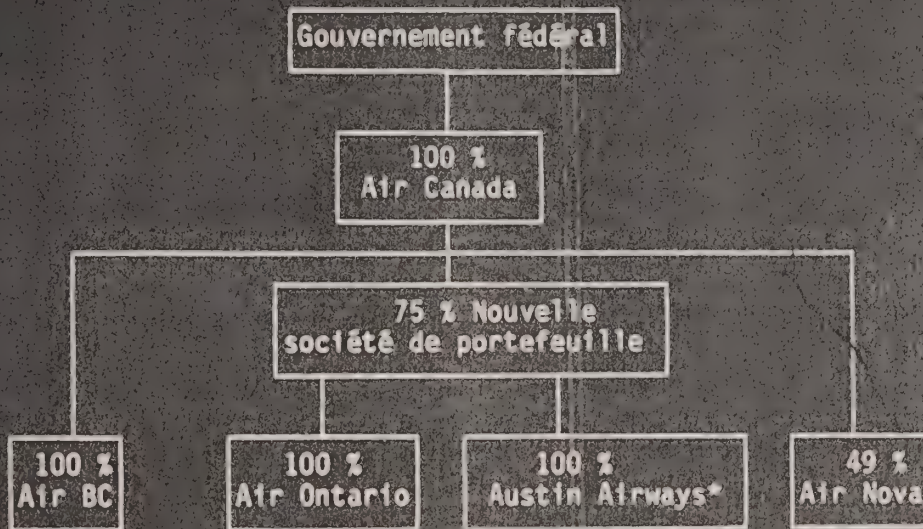 Gouvernement fédéral
100 %
Air Canada
75 % Nouvelle
société de portefeuille
100 %
Air BC
100 %
Air Ontario
100 %
Austin Airways*
49 %
Air Nova